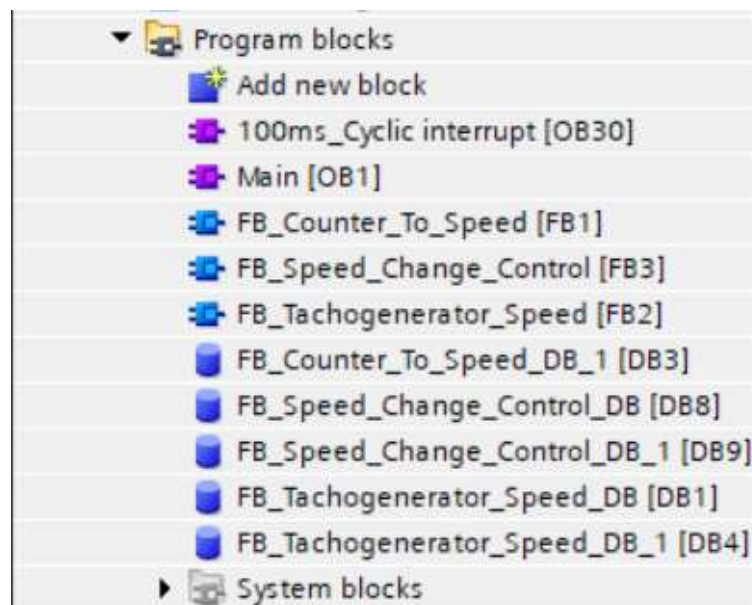 Program blocks
Add new block
100ms_Cyclic interrupt [OB30]
Main [OB1]
FB_Counter_To_Speed [FB1]
FB_Speed_Change_Control [FB3]
FB_Tachogenerator_Speed [FB2]
FB_Counter_To_Speed_DB_1 [DB3]
FB_Speed_Change_Control_DB [DB8]
FB_Speed_Change_Control_DB_1 [DB9]
FB_Tachogenerator_Speed_DB [DB1]
FB_Tachogenerator_Speed_DB_1 [DB4]
System blocks